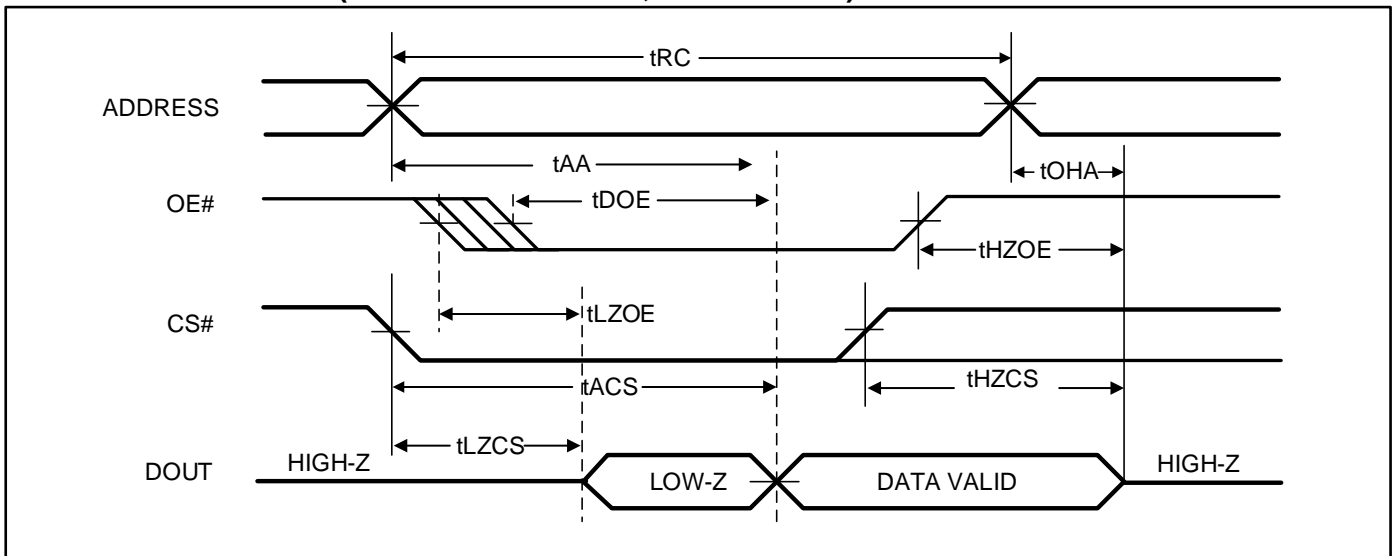 tRC
ADDRESS
tAA
tOHA
OE#
tDOE
tHZOE
tLZOE
CS#
tACS
tHZCS
tLZCS
DOUT
HIGH-Z
LOW-Z
DATA VALID
HIGH-Z